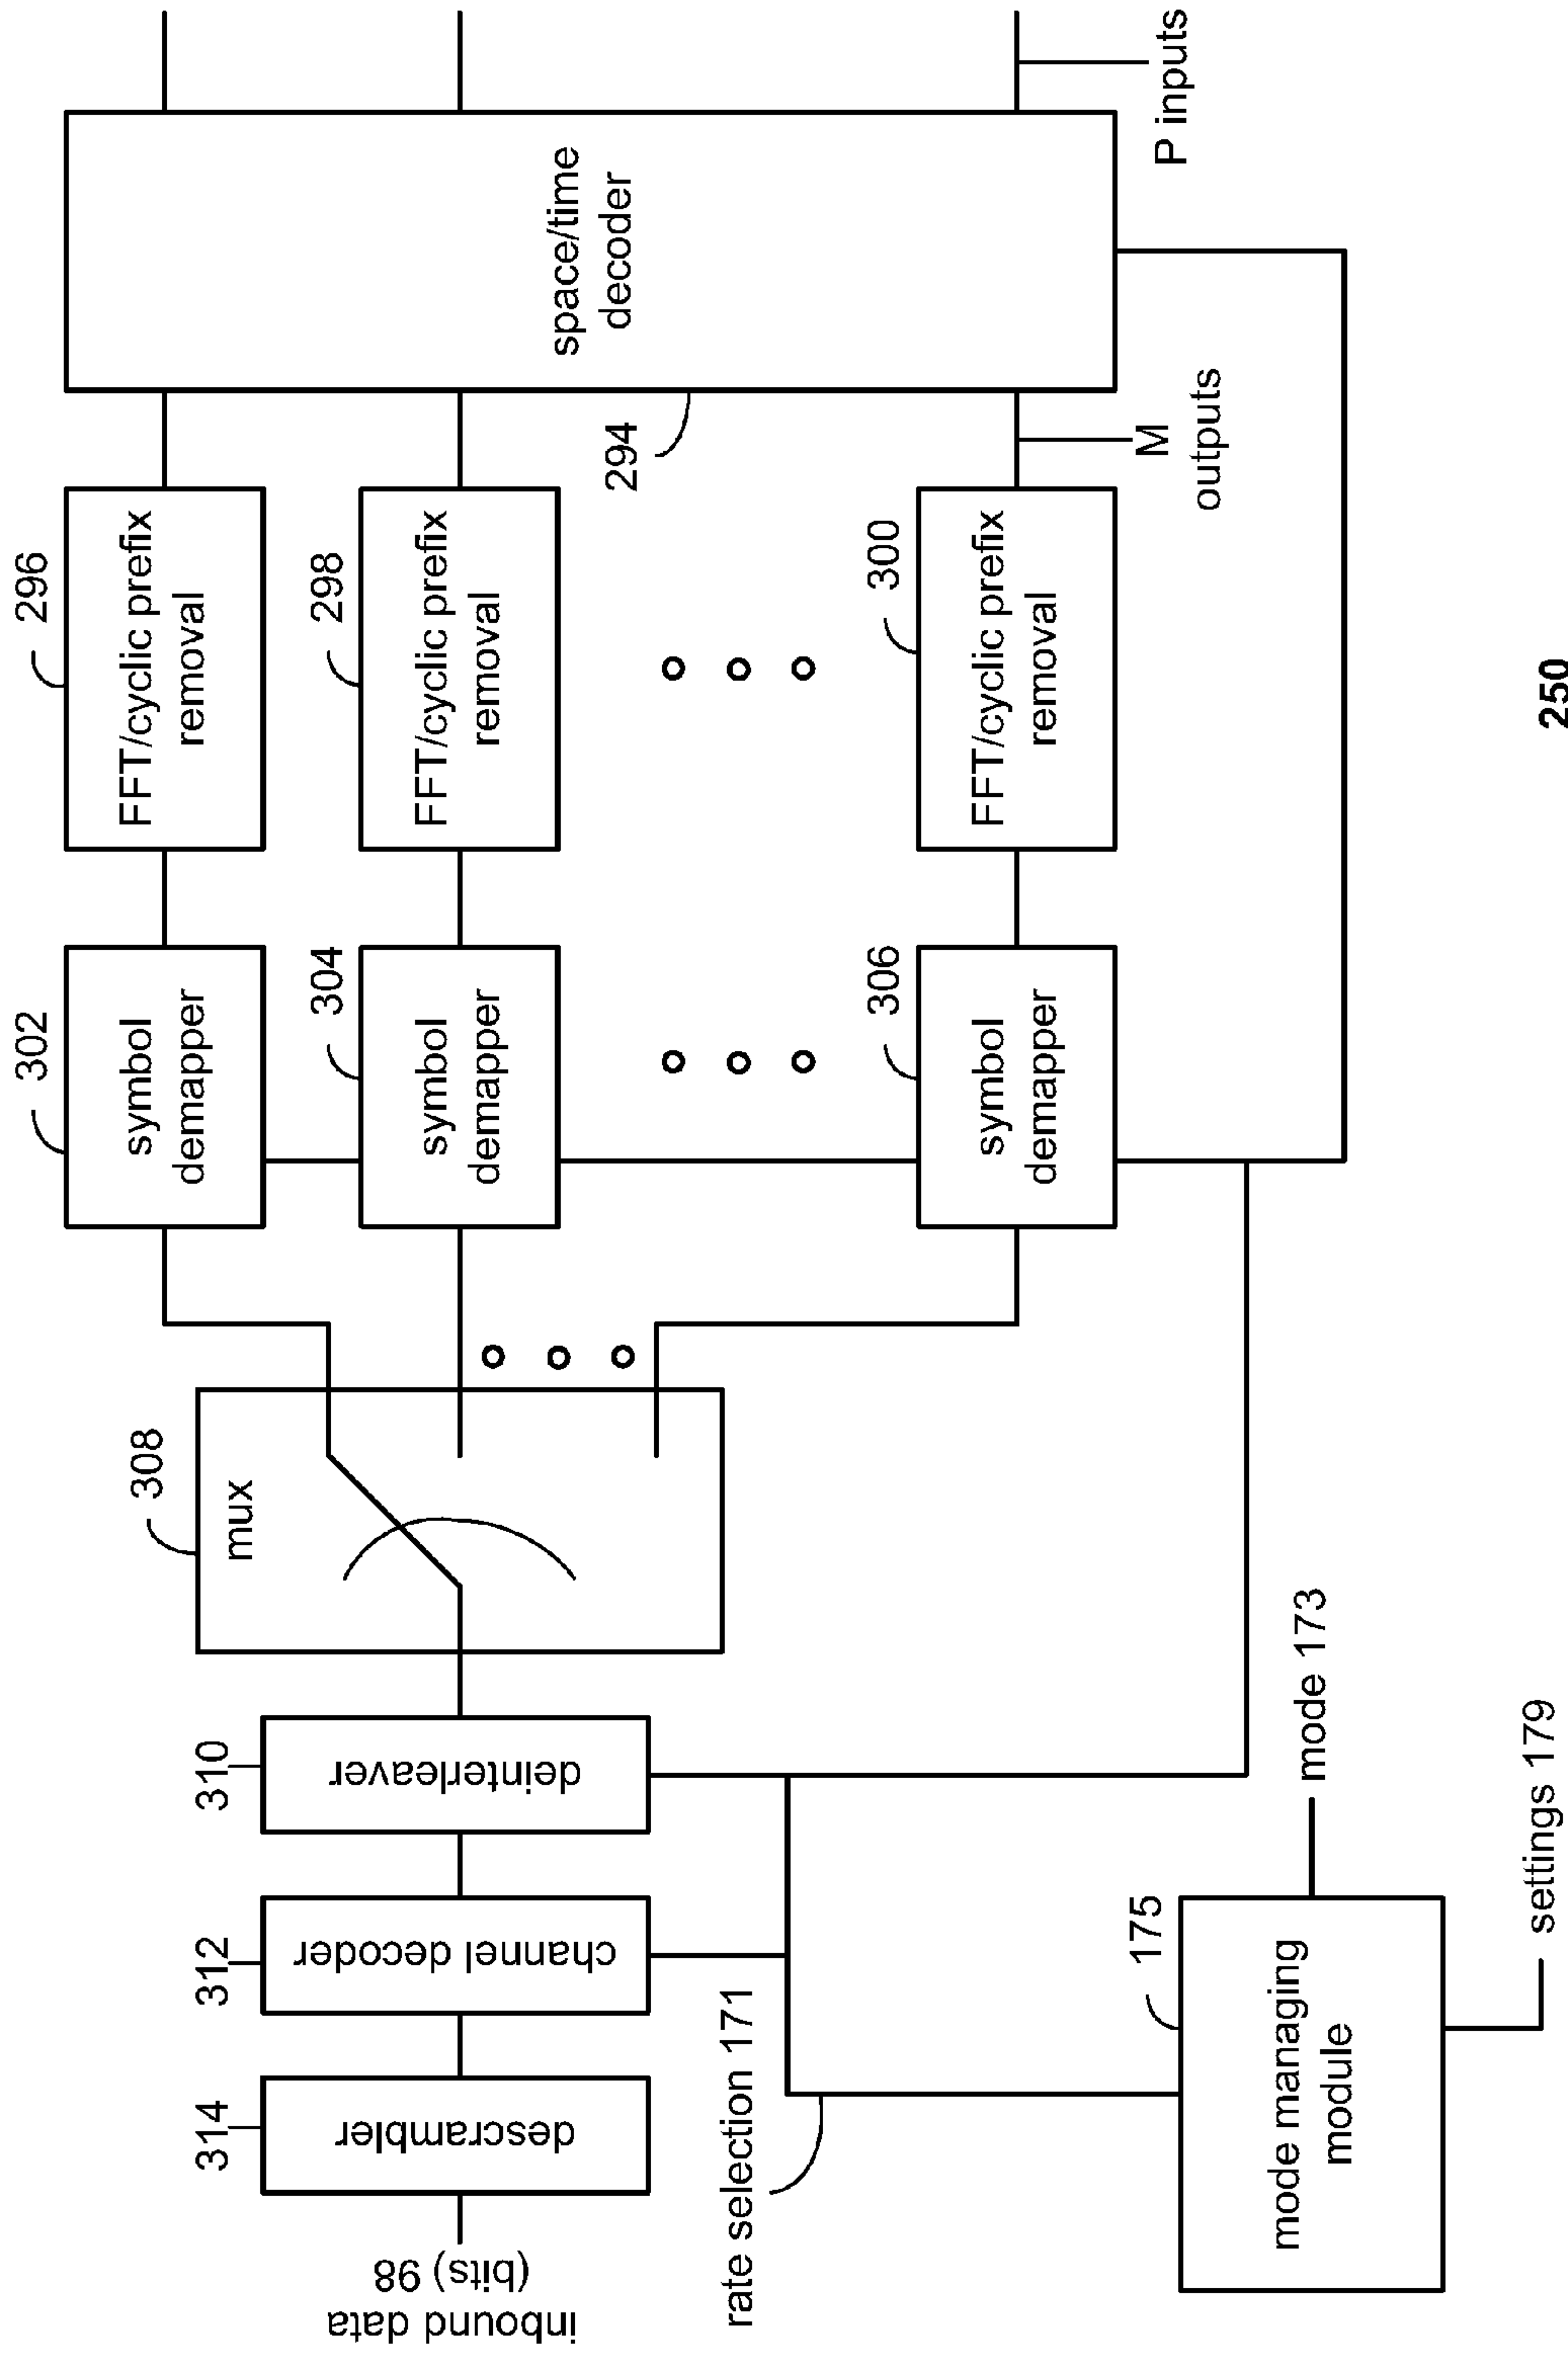 296
FFT/cyclic prefix
removal
302
symbol
demapper
298
FFT/cyclic prefix
removal
304
symbol
demapper
space/time
decoder
294
308
mux
310
deinterleaver
312
channel decoder
314
descrambler
inbound data
(bits) 98
300
FFT/cyclic prefix
removal
306
symbol
demapper
rate selection 171
M
outputs
P inputs
175
mode managing
module
mode 173
settings 179
250